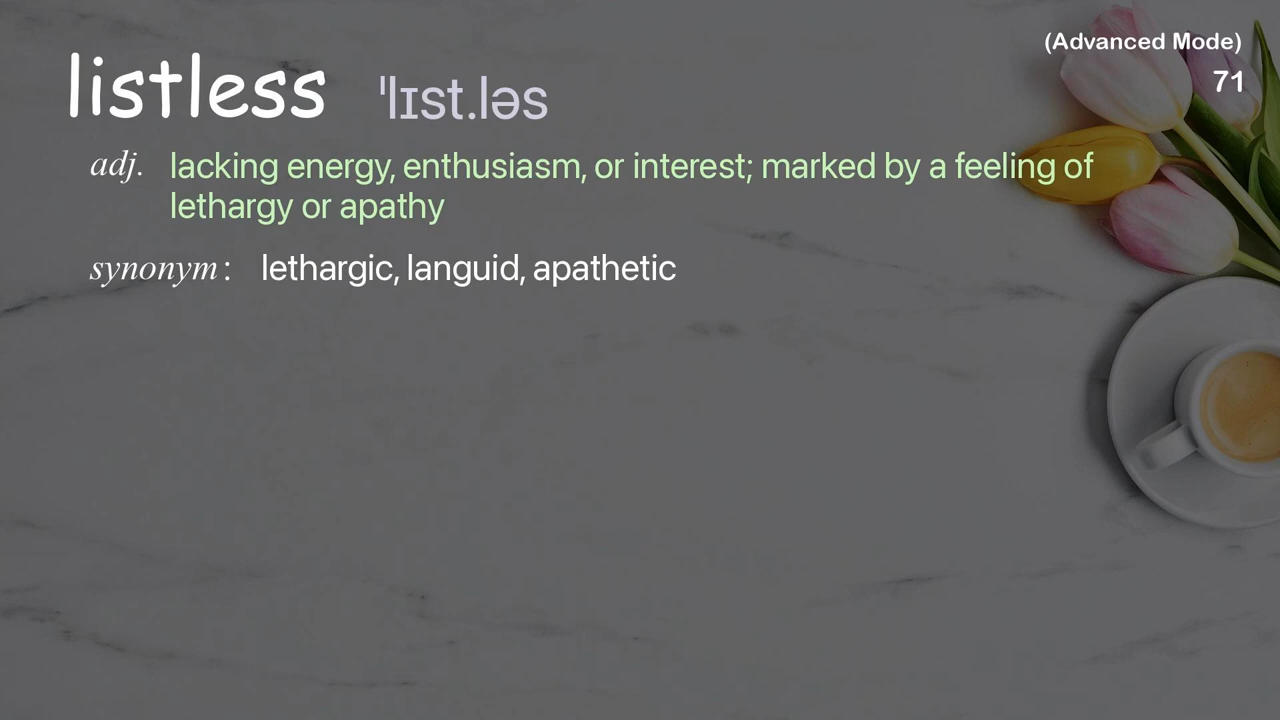 (Advanced Mode)
71
listless ˈlɪst.ləs
adj. lacking energy, enthusiasm, or interest; marked by a feeling of
lethargy or apathy
synonym: lethargic, languid, apathetic